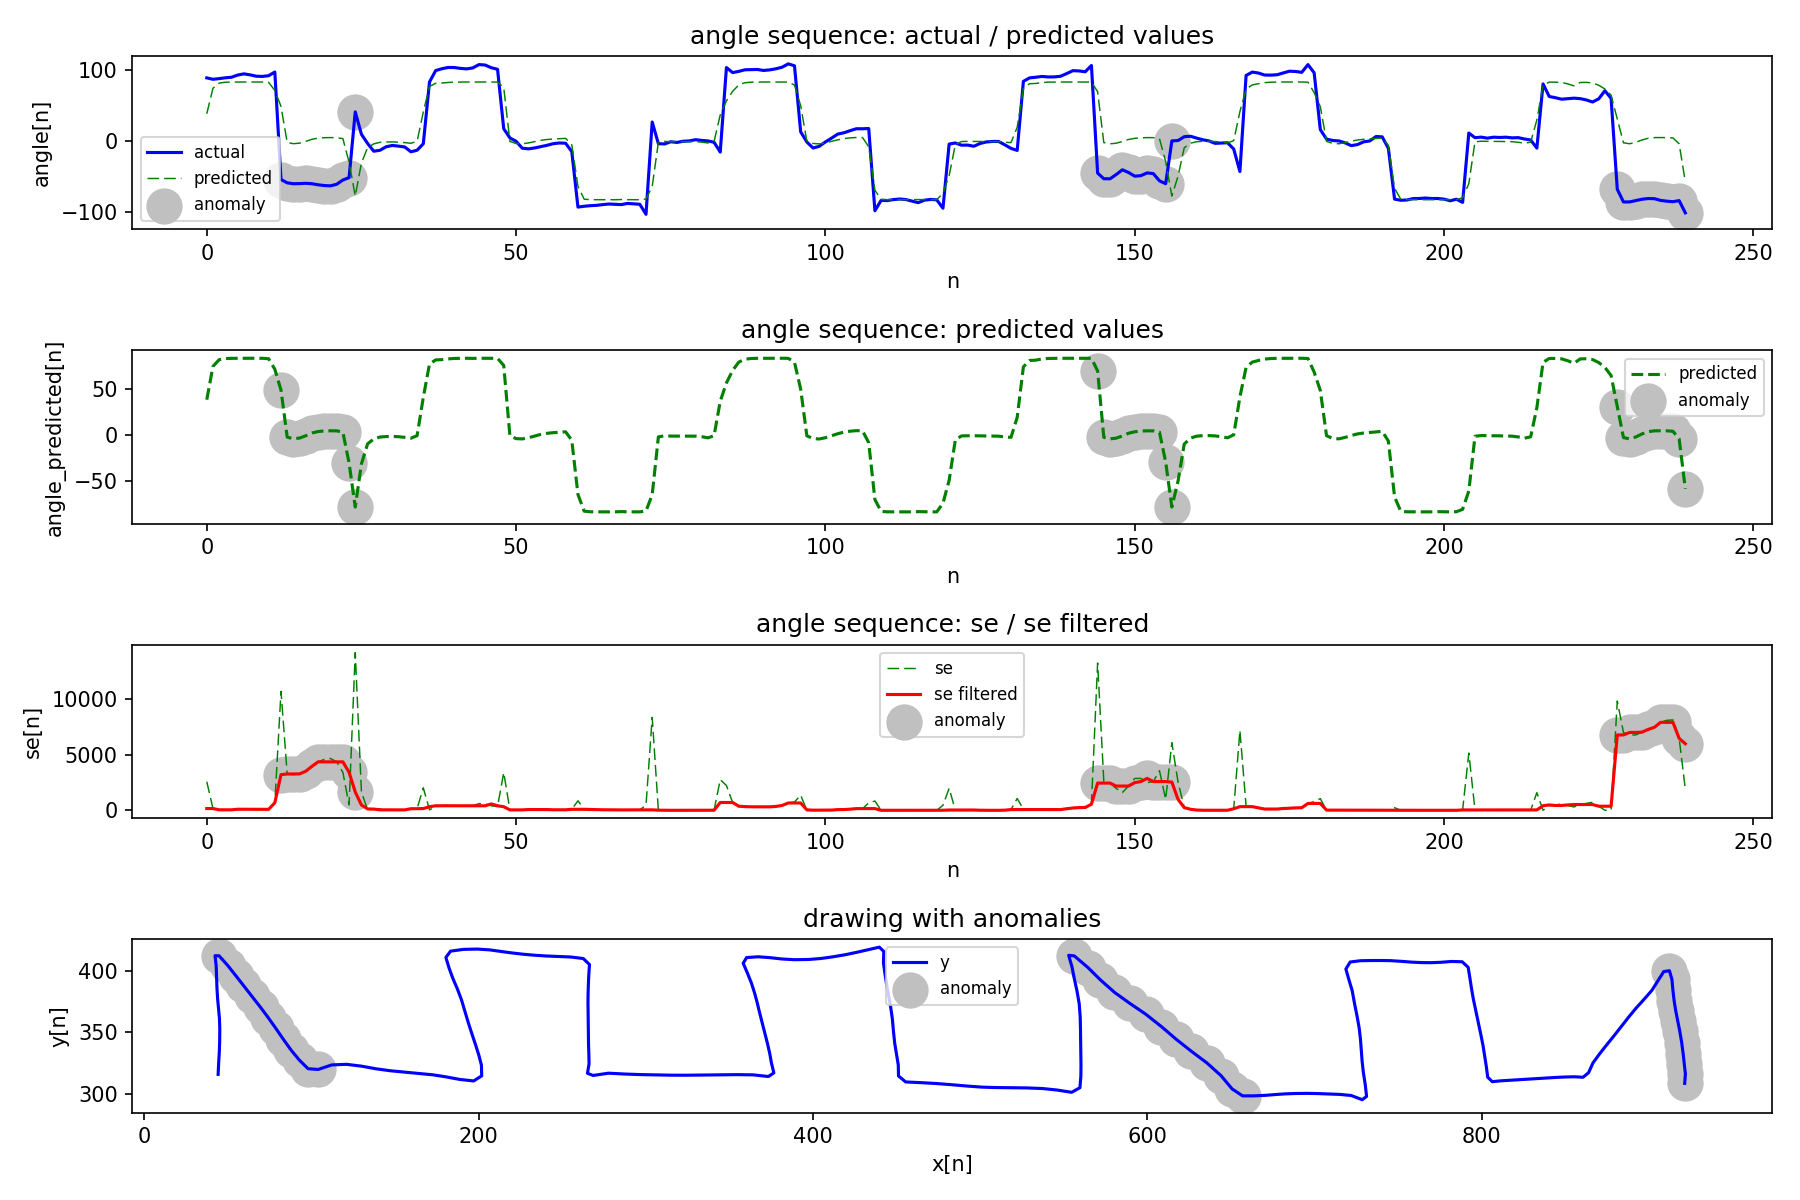 angle sequence: actual / predicted values
100
0
−100
angle[n]
actual
predicted
anomaly
0 50 100 150 200 250
n
angle sequence: predicted values
50
0
−50
angle_predicted[n]
predicted
anomaly
0 50 100 150 200 250
n
angle sequence: se / se filtered
10000
5000
0
se[n]
se
se filtered
anomaly
0 50 100 150 200 250
n
drawing with anomalies
400
350
300
y[n]
y
anomaly
0 200 400 600 800
x[n]